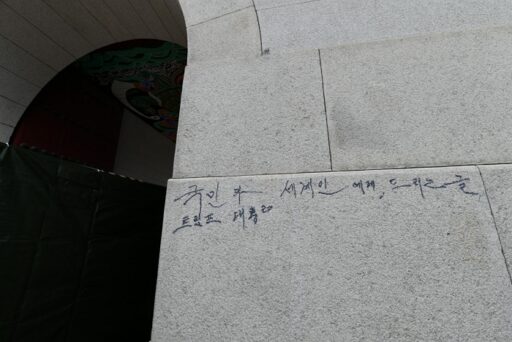 국민과 세계인에게 드리는 글,
트럼프 대통령